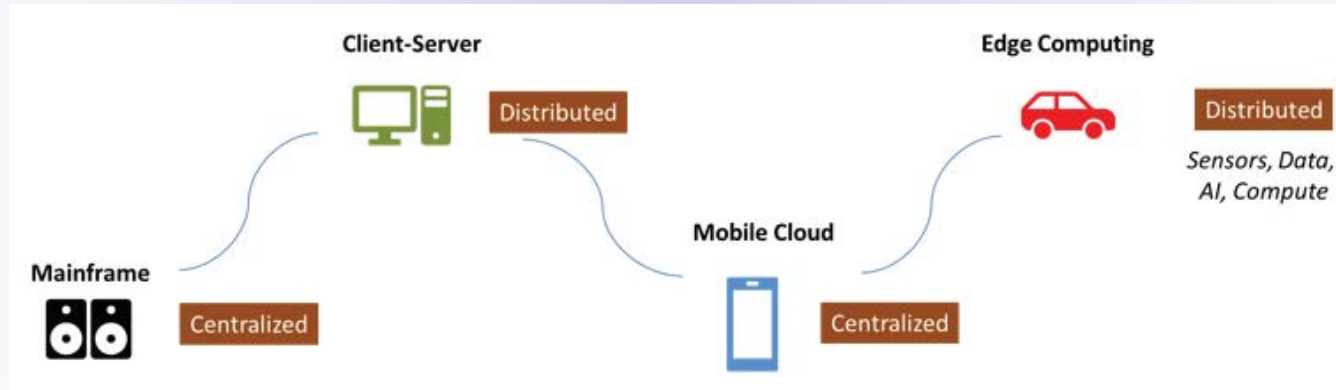 Client-Server
Distributed
Edge Computing
Distributed
Sensors, Data,
AI, Compute
Mainframe
Centralized
Mobile Cloud
Centralized